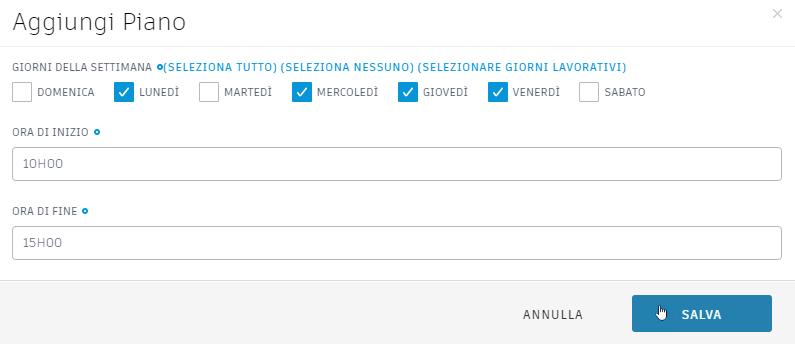 Aggiungi Piano
GIORNI DELLA SETTIMANA (SELEZIONA TUTTO) (SELEZIONA NESSUNO) (SELEZIONARE GIORNI LAVORATIVI)
DOMENICA LUNEDÌ MARTEDÌ MERCOLEDÌ GIOVEDÌ VENERDÌ SABATO
ORA DI INIZIO
10H00
ORA DI FINE
15H00
ANNULLA SALVA